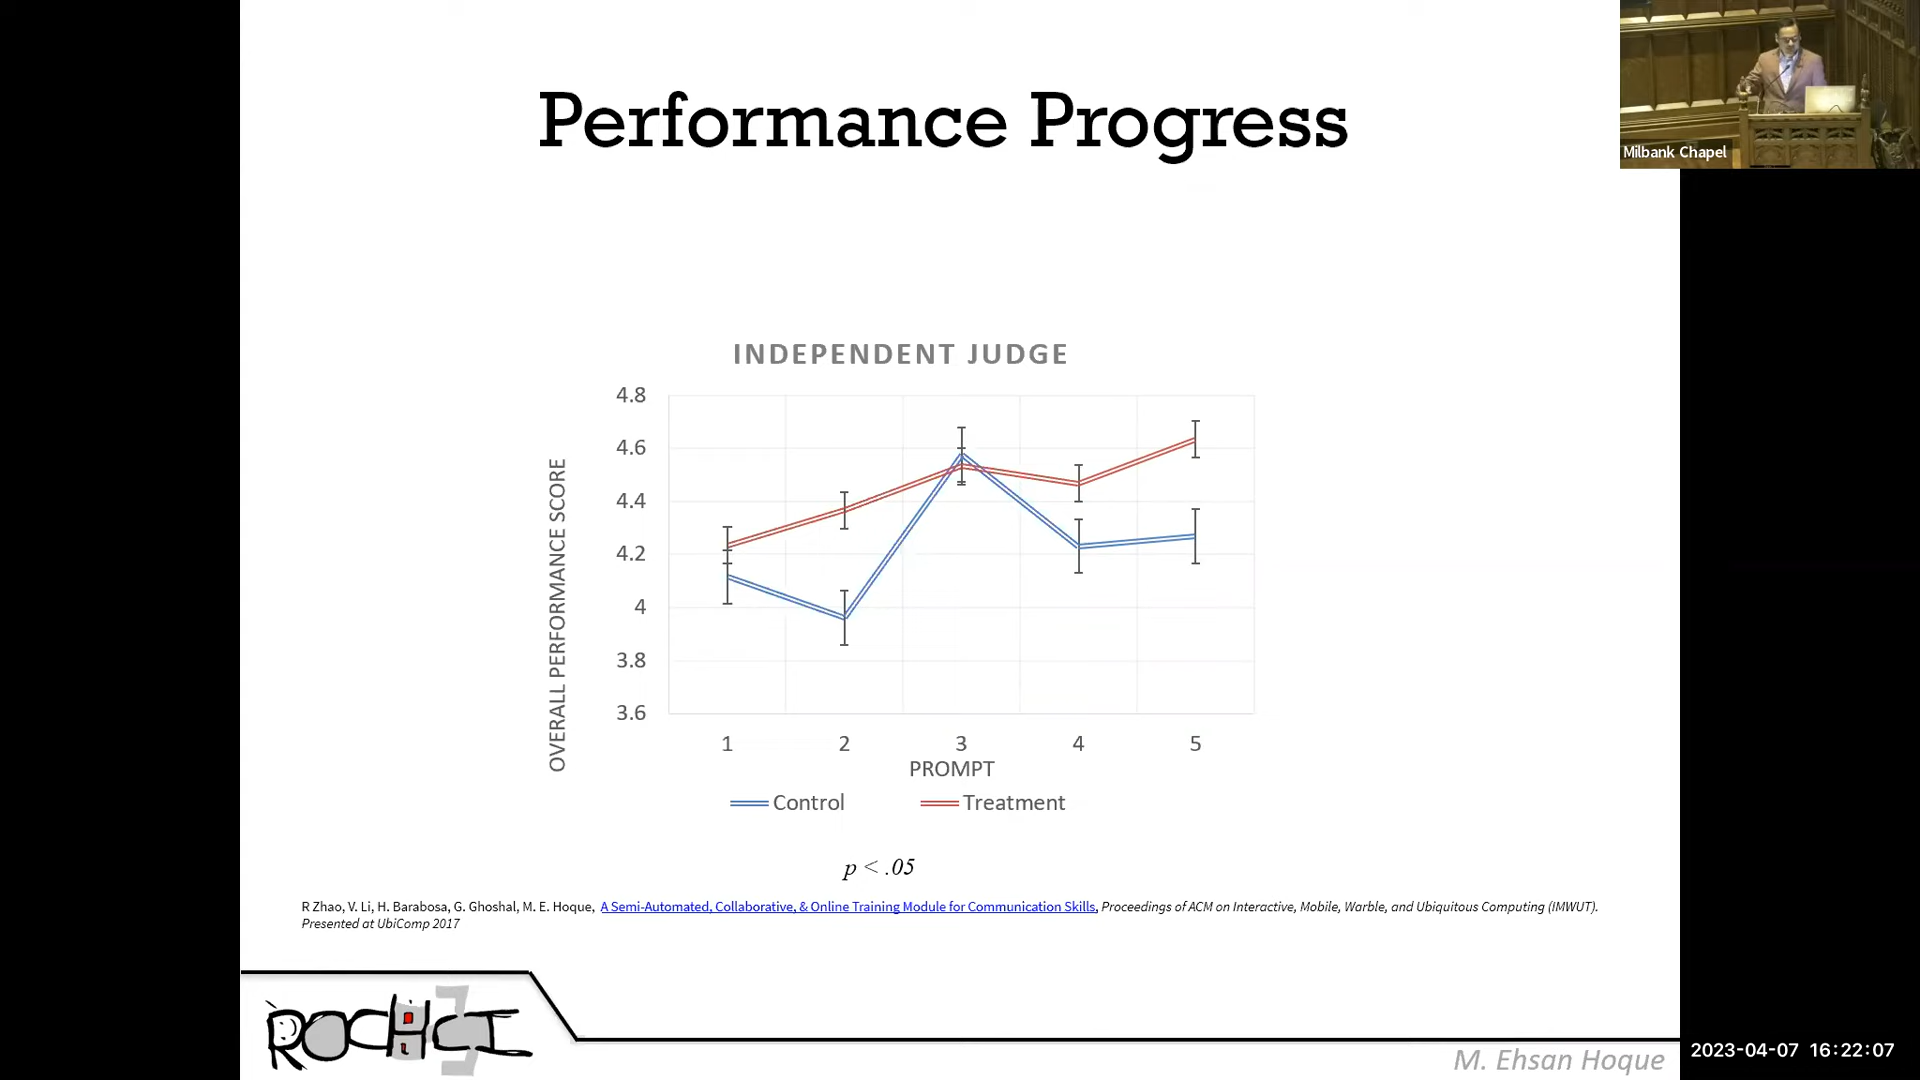 Performance Progress
Milbank Chapel
INDEPENDENT JUDGE
OVERALL PERFORMANCE SCORE
4.8
4.6
4.4
4.2
4
3.8
3.6
1 2 3 4 5
PROMPT
Control Treatment
p < .05
R Zhao, V. Li, H. Barabosa, G. Ghoshal, M. E. Hoque, A Semi-Automated, Collaborative, & Online Training Module for Communication Skills, Proceedings of ACM on Interactive, Mobile, Warble, and Ubiquitous Computing (IMWUT).
Presented at UbiComp 2017
ROCHCI
M. Ehsan Hoque
2023-04-07 16:22:07